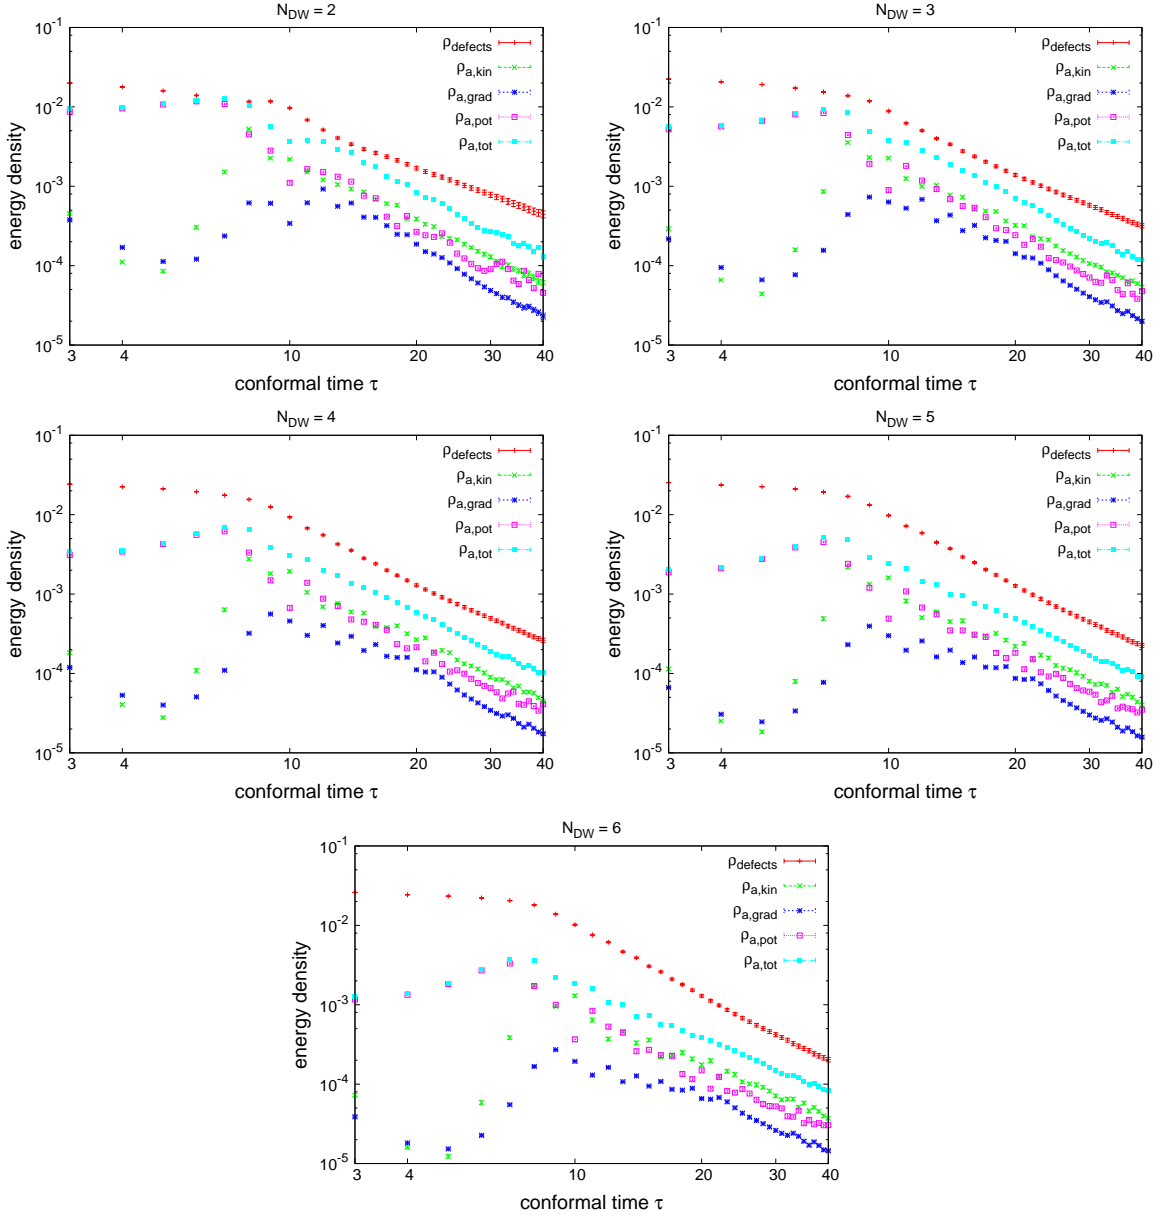 N_DW = 2
energy density
10^-1
10^-2
10^-3
10^-4
10^-5
ρ_defects
ρ_a,kin
ρ_a,grad
ρ_a,pot
ρ_a,tot
3 4 10 20 30 40
conformal time τ
N_DW = 3
energy density
10^-1
10^-2
10^-3
10^-4
10^-5
ρ_defects
ρ_a,kin
ρ_a,grad
ρ_a,pot
ρ_a,tot
3 4 10 20 30 40
conformal time τ
N_DW = 4
energy density
10^-1
10^-2
10^-3
10^-4
10^-5
ρ_defects
ρ_a,kin
ρ_a,grad
ρ_a,pot
ρ_a,tot
3 4 10 20 30 40
conformal time τ
N_DW = 5
energy density
10^-1
10^-2
10^-3
10^-4
10^-5
ρ_defects
ρ_a,kin
ρ_a,grad
ρ_a,pot
ρ_a,tot
3 4 10 20 30 40
conformal time τ
N_DW = 6
energy density
10^-1
10^-2
10^-3
10^-4
10^-5
ρ_defects
ρ_a,kin
ρ_a,grad
ρ_a,pot
ρ_a,tot
3 4 10 20 30 40
conformal time τ